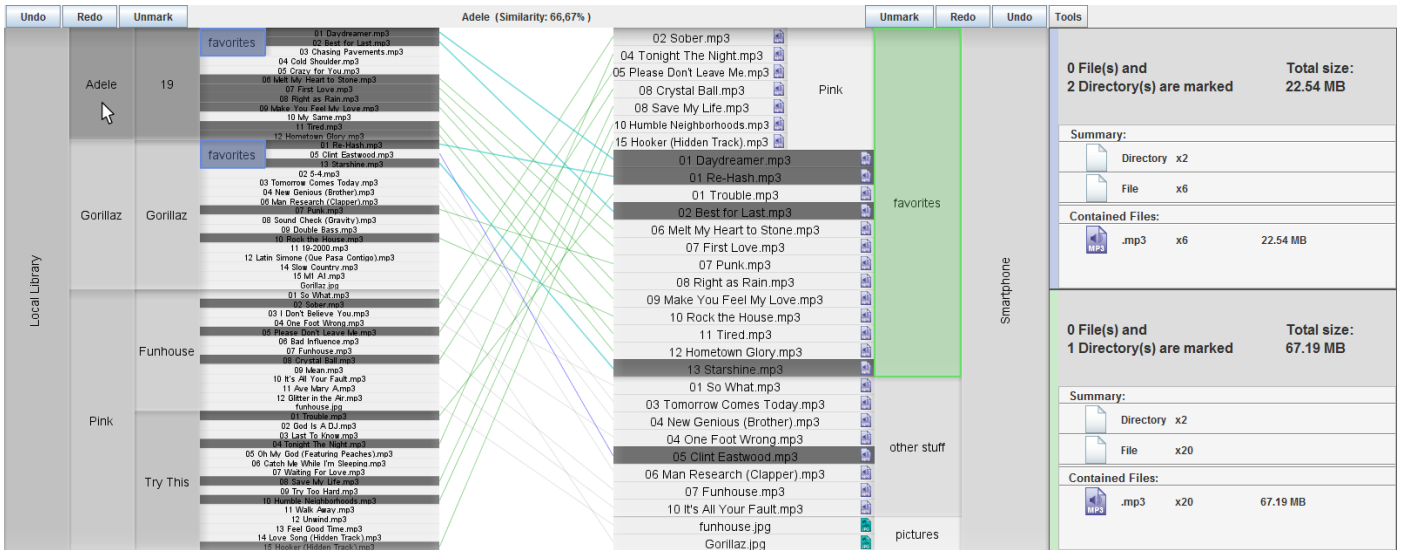 Undo Redo Unmark Adele (Similarity: 66,67% ) Unmark Redo Undo Tools
Local Library
Adele
19
favorites
01 Daydreamer.mp3
02 Best for Last.mp3
03 Chasing Pavements.mp3
04 Cold Shoulder.mp3
05 Crazy for You.mp3
06 Melt My Heart to Stone.mp3
07 First Love.mp3
08 Right as Rain.mp3
09 Make You Feel My Love.mp3
10 My Same.mp3
11 Tired.mp3
12 Hometown Glory.mp3
Gorillaz
Gorillaz
favorites
01 Re-Hash.mp3
05 Clint Eastwood.mp3
13 Starshine.mp3
02 5-4.mp3
03 Tomorrow Comes Today.mp3
04 New Genious (Brother).mp3
06 Man Research (Clapper).mp3
07 Punk.mp3
08 Sound Check (Gravity).mp3
09 Double Bass.mp3
10 Rock the House.mp3
11 19-2000.mp3
12 Latin Simone (Que Pasa Contigo).mp3
14 Slow Country.mp3
15 M1 A1.mp3
Gorillaz.jpg
Pink
Funhouse
01 So What.mp3
02 Sober.mp3
03 I Don't Believe You.mp3
04 One Foot Wrong.mp3
05 Please Don't Leave Me.mp3
06 Bad Influence.mp3
07 Funhouse.mp3
08 Crystal Ball.mp3
09 Mean.mp3
10 It's All Your Fault.mp3
11 Ave Mary A.mp3
12 Glitter in the Air.mp3
funhouse.jpg
Try This
01 Trouble.mp3
02 God Is A DJ.mp3
03 Last To Know.mp3
04 Tonight The Night.mp3
05 Oh My God (Featuring Peaches).mp3
06 Catch Me While I'm Sleeping.mp3
07 Waiting For Love.mp3
08 Save My Life.mp3
09 Try Too Hard.mp3
10 Humble Neighborhoods.mp3
11 Walk Away.mp3
12 Unwind.mp3
13 Feel Good Time.mp3
14 Love Song (Hidden Track).mp3
15 Hooker (Hidden Track).mp3
02 Sober.mp3
04 Tonight The Night.mp3
05 Please Don't Leave Me.mp3
08 Crystal Ball.mp3
08 Save My Life.mp3
10 Humble Neighborhoods.mp3
15 Hooker (Hidden Track).mp3
Pink
01 Daydreamer.mp3
01 Re-Hash.mp3
01 Trouble.mp3
02 Best for Last.mp3
06 Melt My Heart to Stone.mp3
07 First Love.mp3
07 Punk.mp3
08 Right as Rain.mp3
09 Make You Feel My Love.mp3
10 Rock the House.mp3
11 Tired.mp3
12 Hometown Glory.mp3
13 Starshine.mp3
favorites
01 So What.mp3
03 Tomorrow Comes Today.mp3
04 New Genious (Brother).mp3
04 One Foot Wrong.mp3
05 Clint Eastwood.mp3
06 Man Research (Clapper).mp3
07 Funhouse.mp3
10 It's All Your Fault.mp3
other stuff
funhouse.jpg
Gorillaz.jpg
pictures
Smartphone
0 File(s) and Total size:
2 Directory(s) are marked 22.54 MB
Summary:
Directory x2
File x6
Contained Files:
MP3 .mp3 x6 22.54 MB
0 File(s) and Total size:
1 Directory(s) are marked 67.19 MB
Summary:
Directory x2
File x20
Contained Files:
MP3 .mp3 x20 67.19 MB